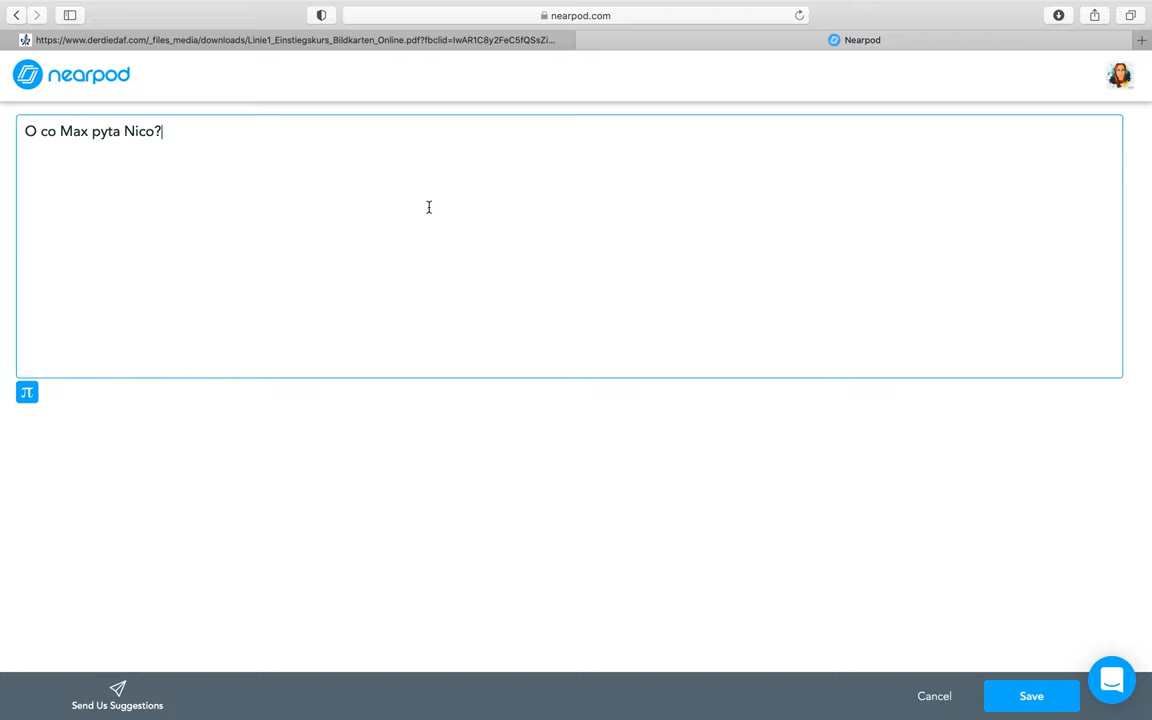 nearpod.com
https://www.derdiedaf.com/_files_media/downloads/Linie1_Einstiegskurs_Bildkarten_Online.pdf?fbclid=IwAR1C8y2FeC5fQSsZi...
Nearpod
nearpod
O co Max pyta Nico?
π
Send Us Suggestions
Cancel
Save